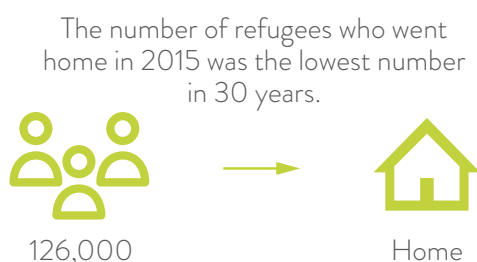 The number of refugees who went
home in 2015 was the lowest number
in 30 years.
126,000
Home